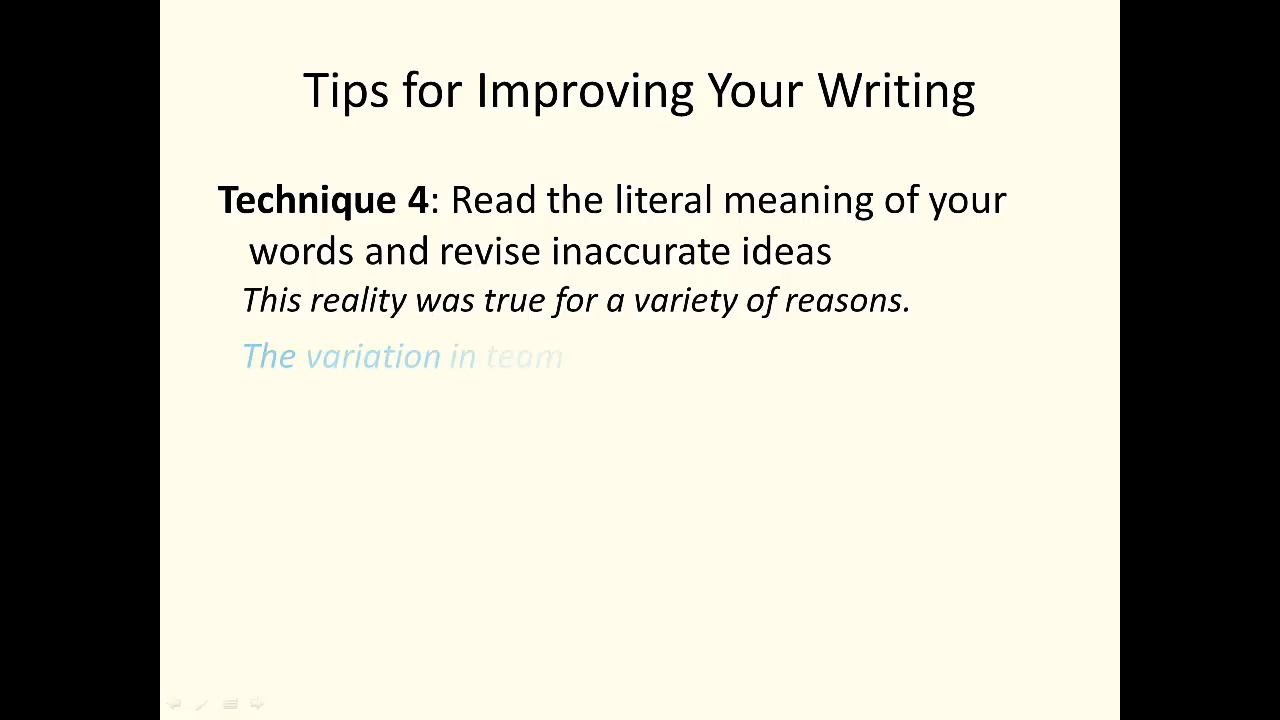 Tips for Improving Your Writing
Technique 4: Read the literal meaning of your
words and revise inaccurate ideas
This reality was true for a variety of reasons.
The variation in team